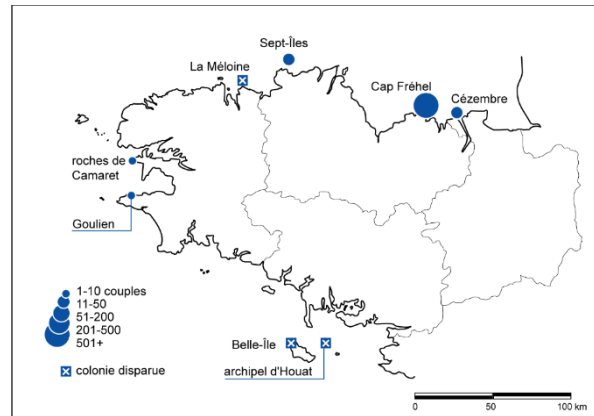 Sept-Îles
La Méloine
Cap Fréhel
Cézembre
roches de
Camaret
Goulien
1-10 couples
11-50
51-200
201-500
501+
colonie disparue
Belle-Île
archipel d'Houat
0 50 100 km